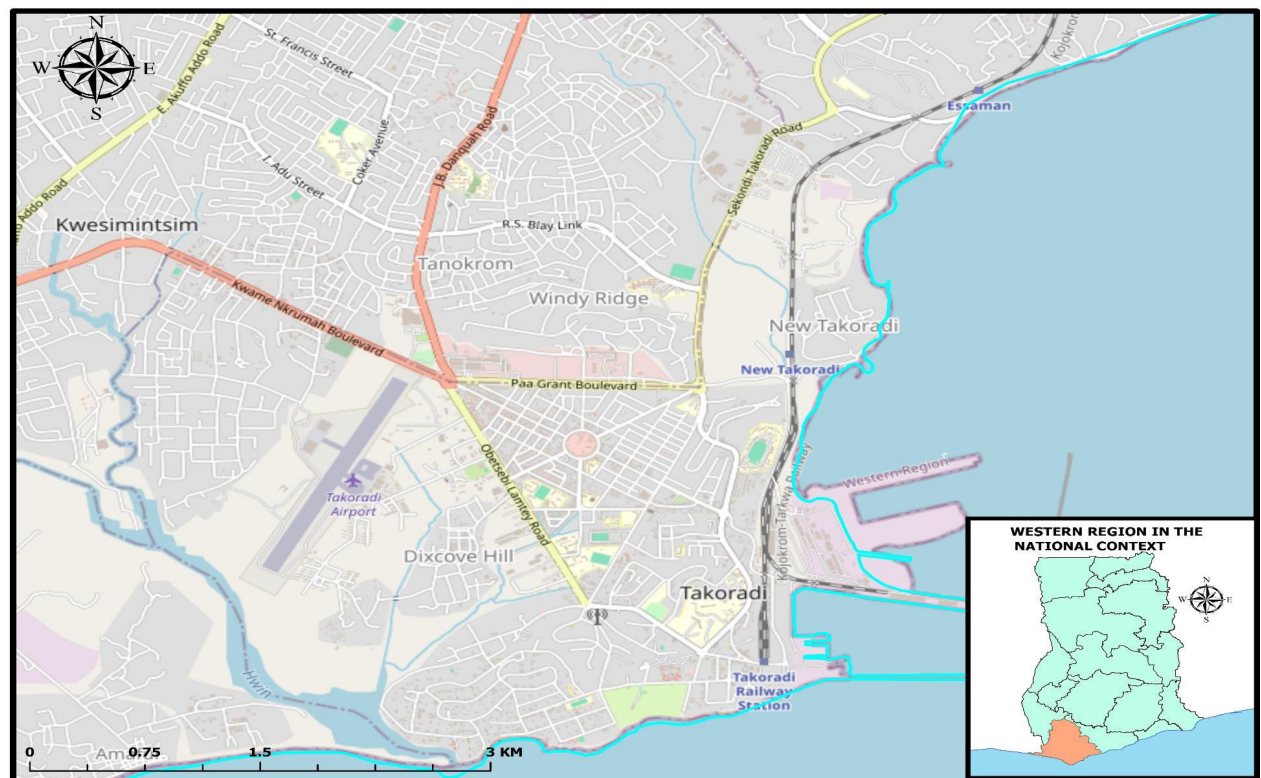 N
W
E
S
St. Francis Street
E. Akuffo Addo Road
Coker Avenue
J.B. Danquah Road
Sekondi Takoradi Road
Essaman
I. Adu Street
Addo Road
Kwesimintsim
R.S. Blay Link
Tanokrom
Windy Ridge
Kwame Nkrumah Boulevard
New Takoradi
New Takoradi
Paa Grant Boulevard
Obetsebi Lamtey Road
Western Region
Kojokrom-Tarkwa Railway
Takoradi
Airport
Dixcove Hill
Takoradi
Hwin
Takoradi
Railway
Station
0 0.75 1.5 3 KM
WESTERN REGION IN THE
NATIONAL CONTEXT
N
W
E
S